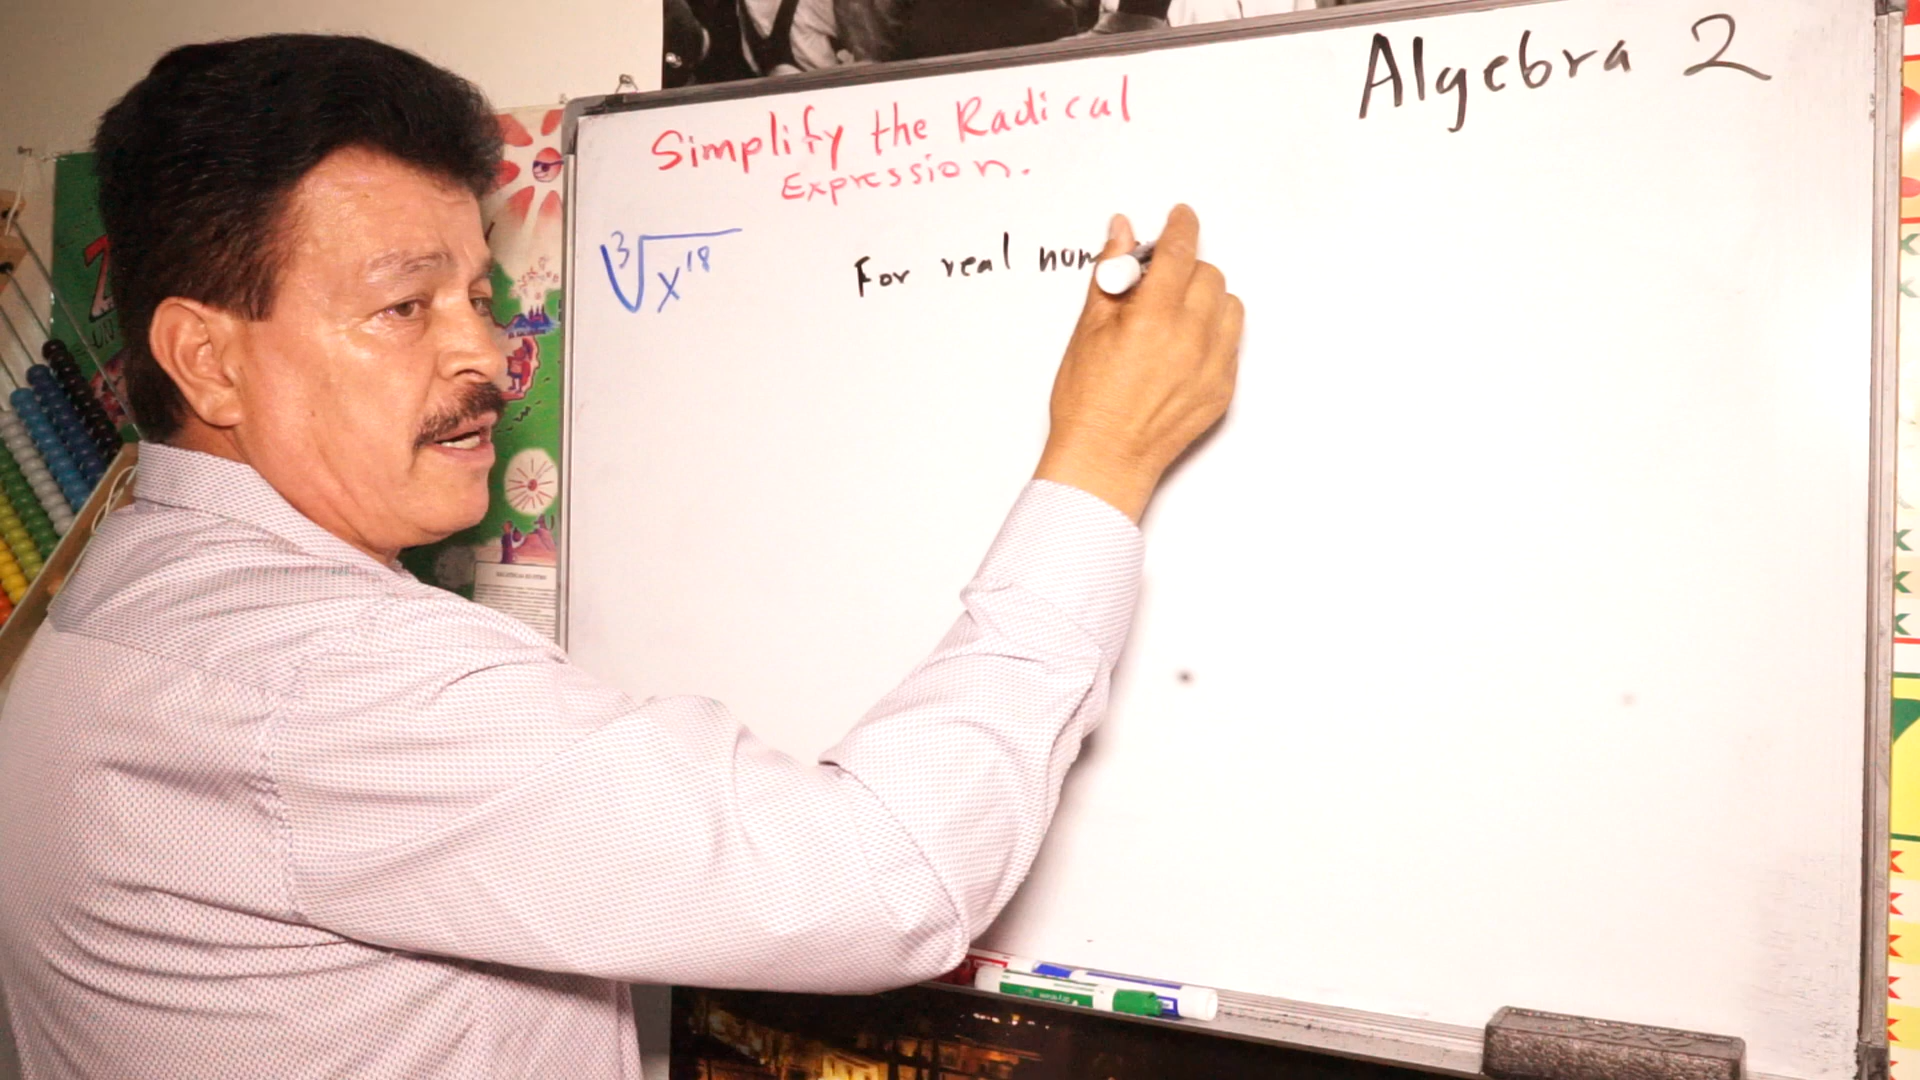 Algebra 2
Simplify the Radical
Expression.
∛x¹⁸
For real num